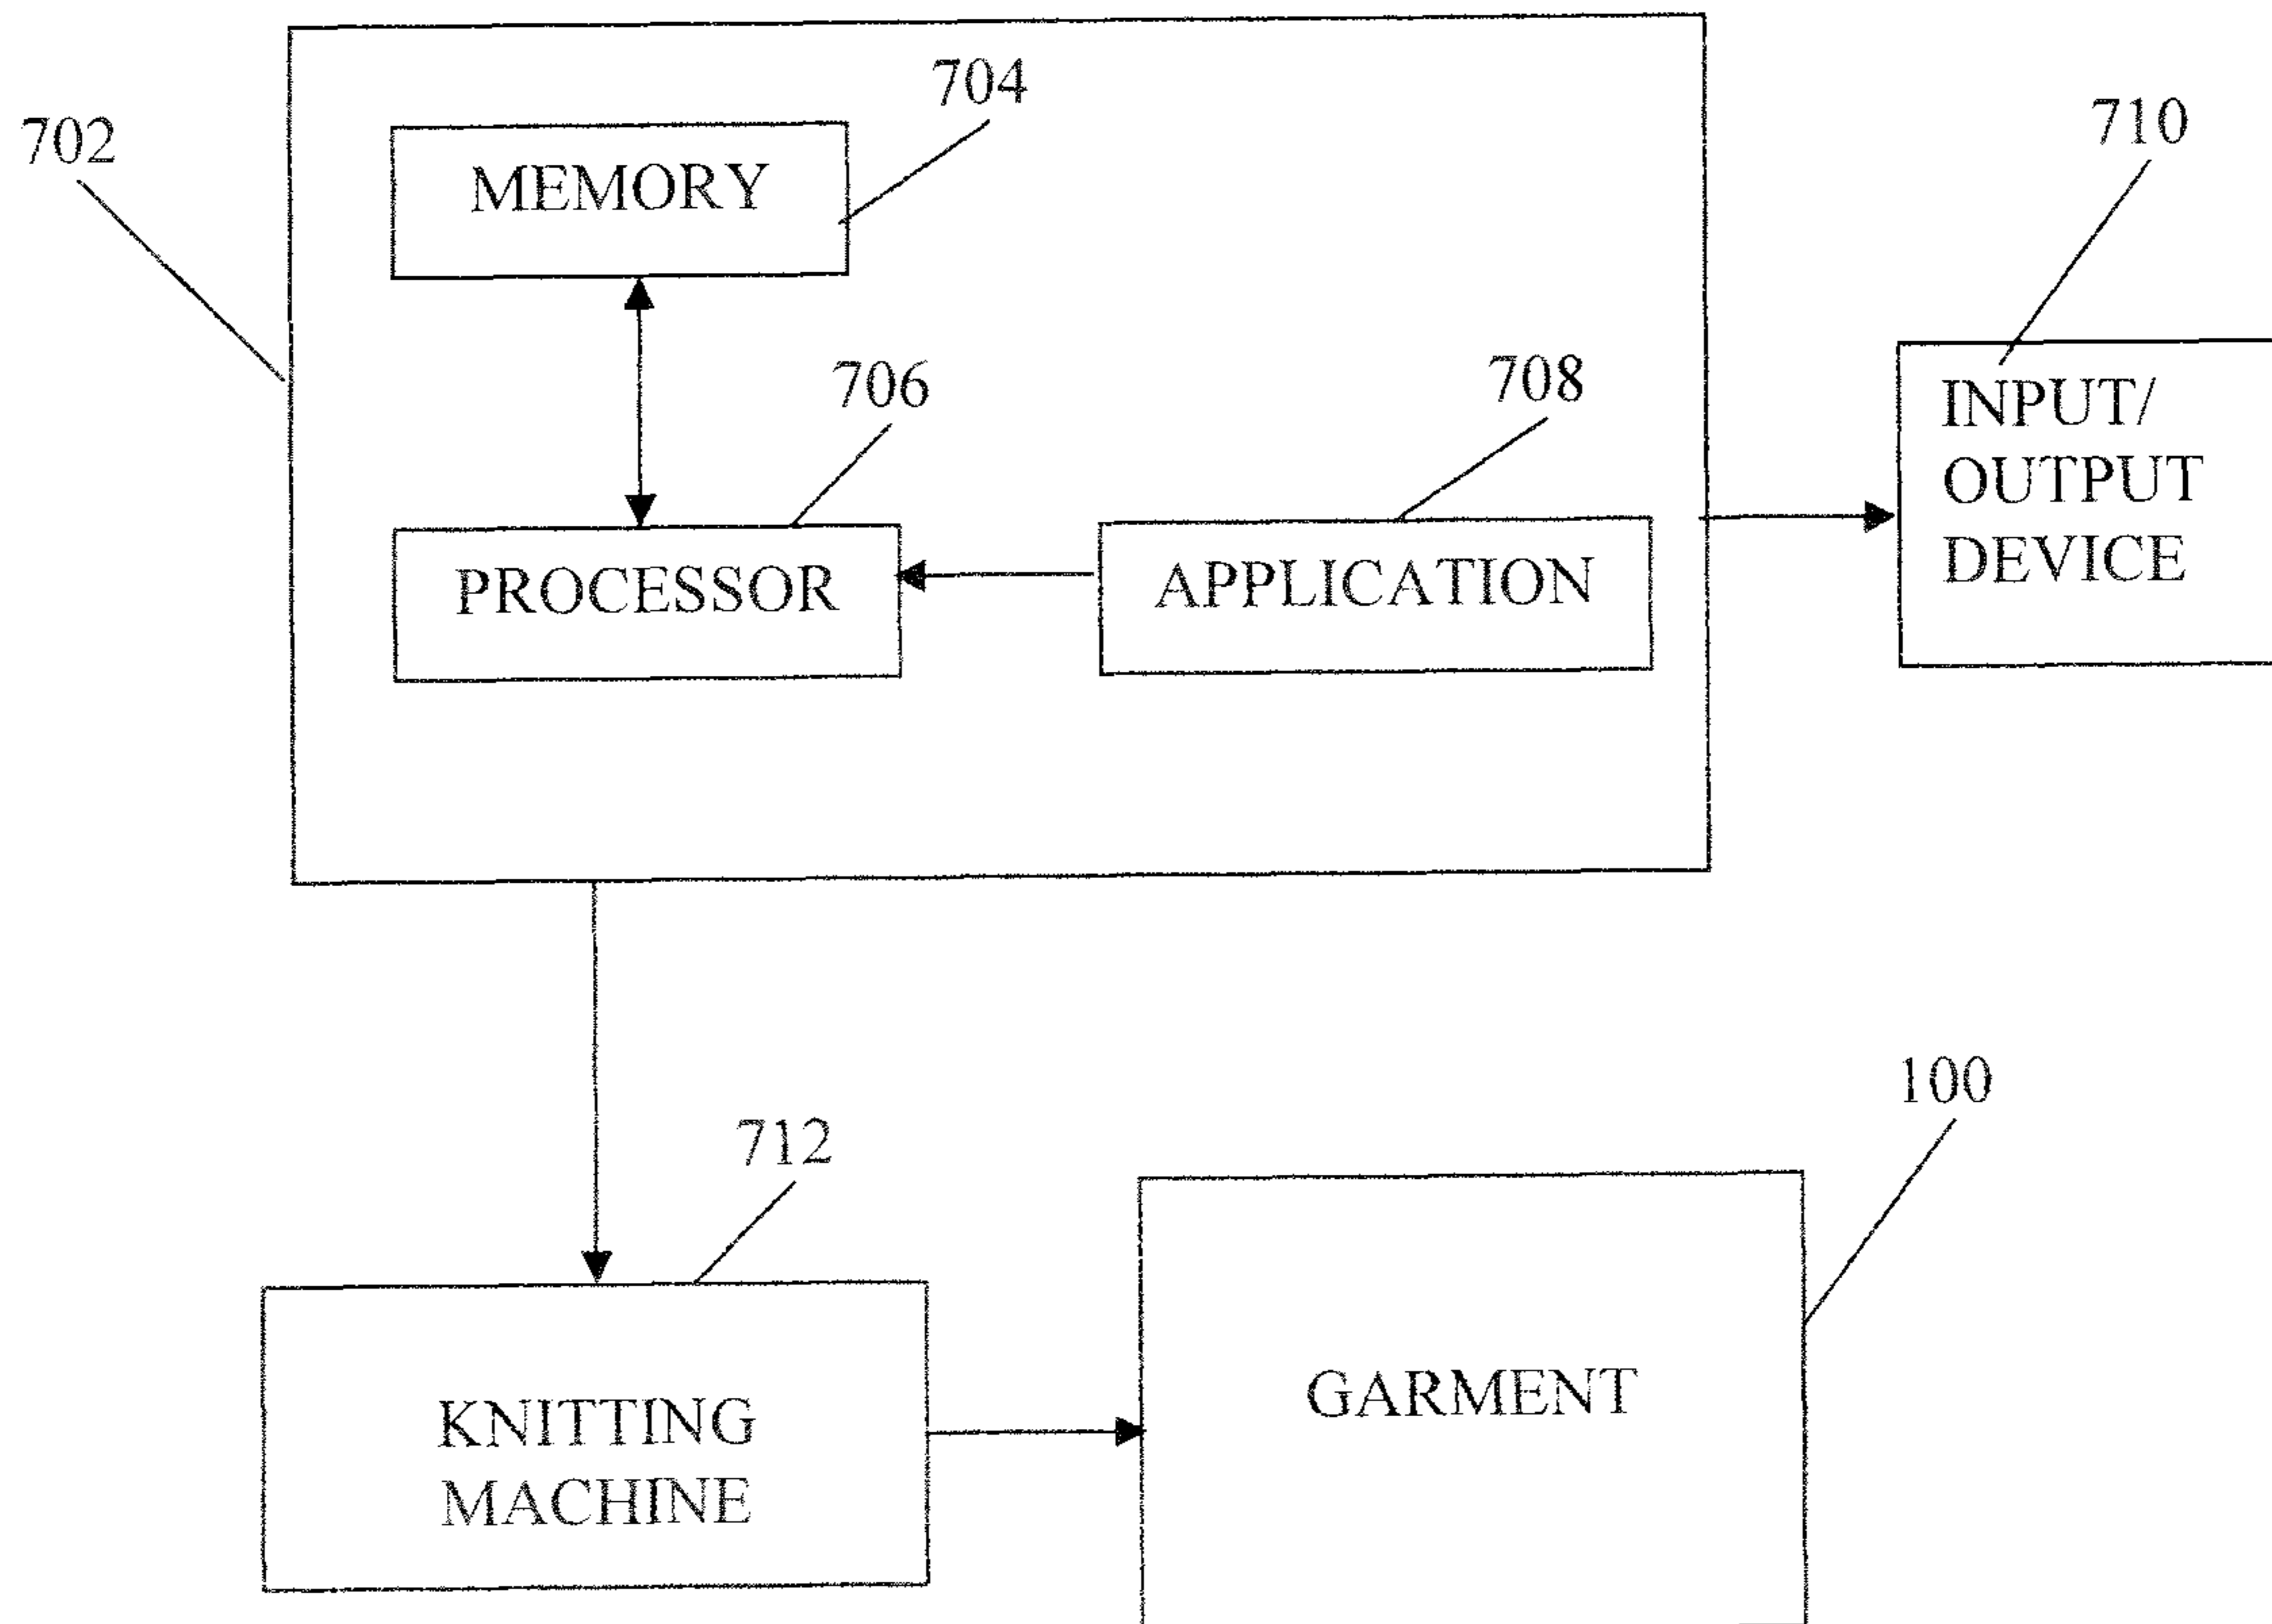 704
702
710
MEMORY
706
708
INPUT/
OUTPUT
DEVICE
PROCESSOR
APPLICATION
712
100
KNITTING
MACHINE
GARMENT